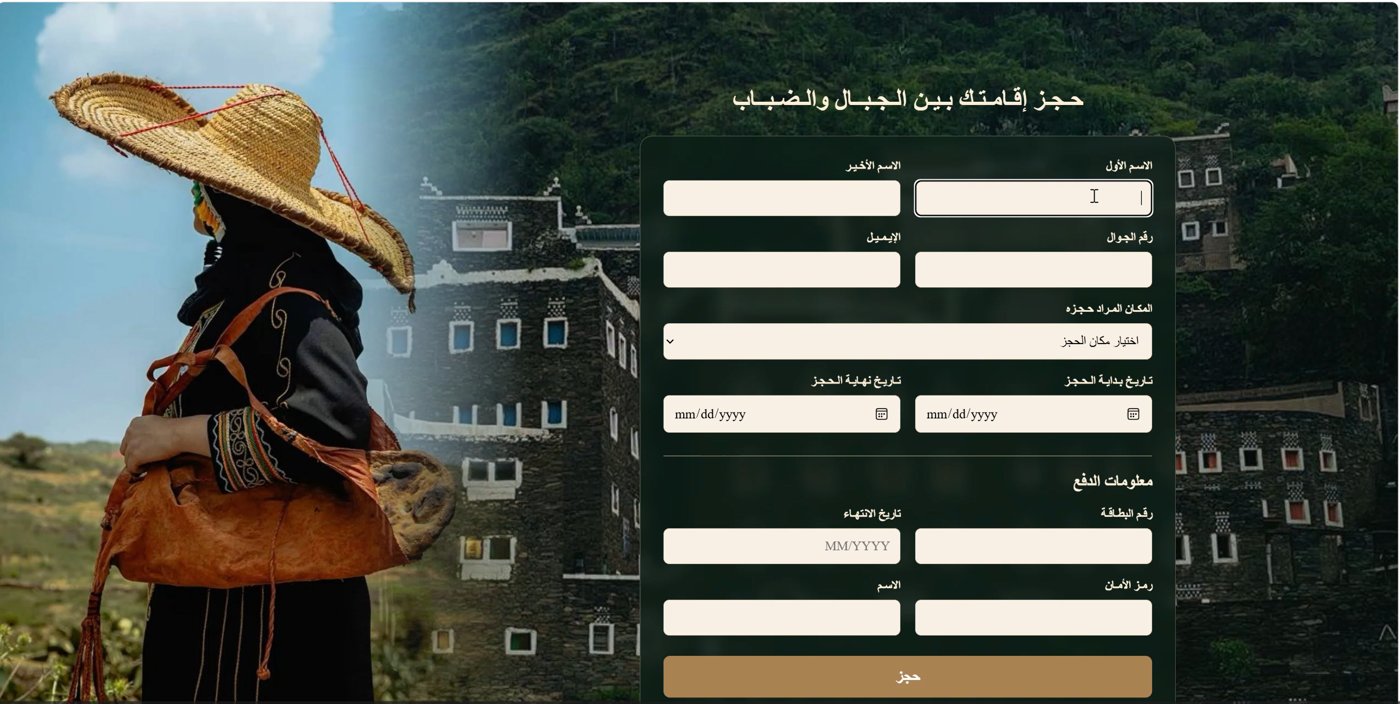 حجز إقامتك بين الجبال والضباب
الاسم الأول
الاسم الأخير
رقم الجوال
الإيميل
المكان المراد حجزه
اختيار مكان الحجز
تاريخ بداية الحجز
تاريخ نهاية الحجز
mm/dd/yyyy
mm/dd/yyyy
معلومات الدفع
رقم البطاقة
تاريخ الانتهاء
MM/YYYY
رمز الأمان
الاسم
حجز